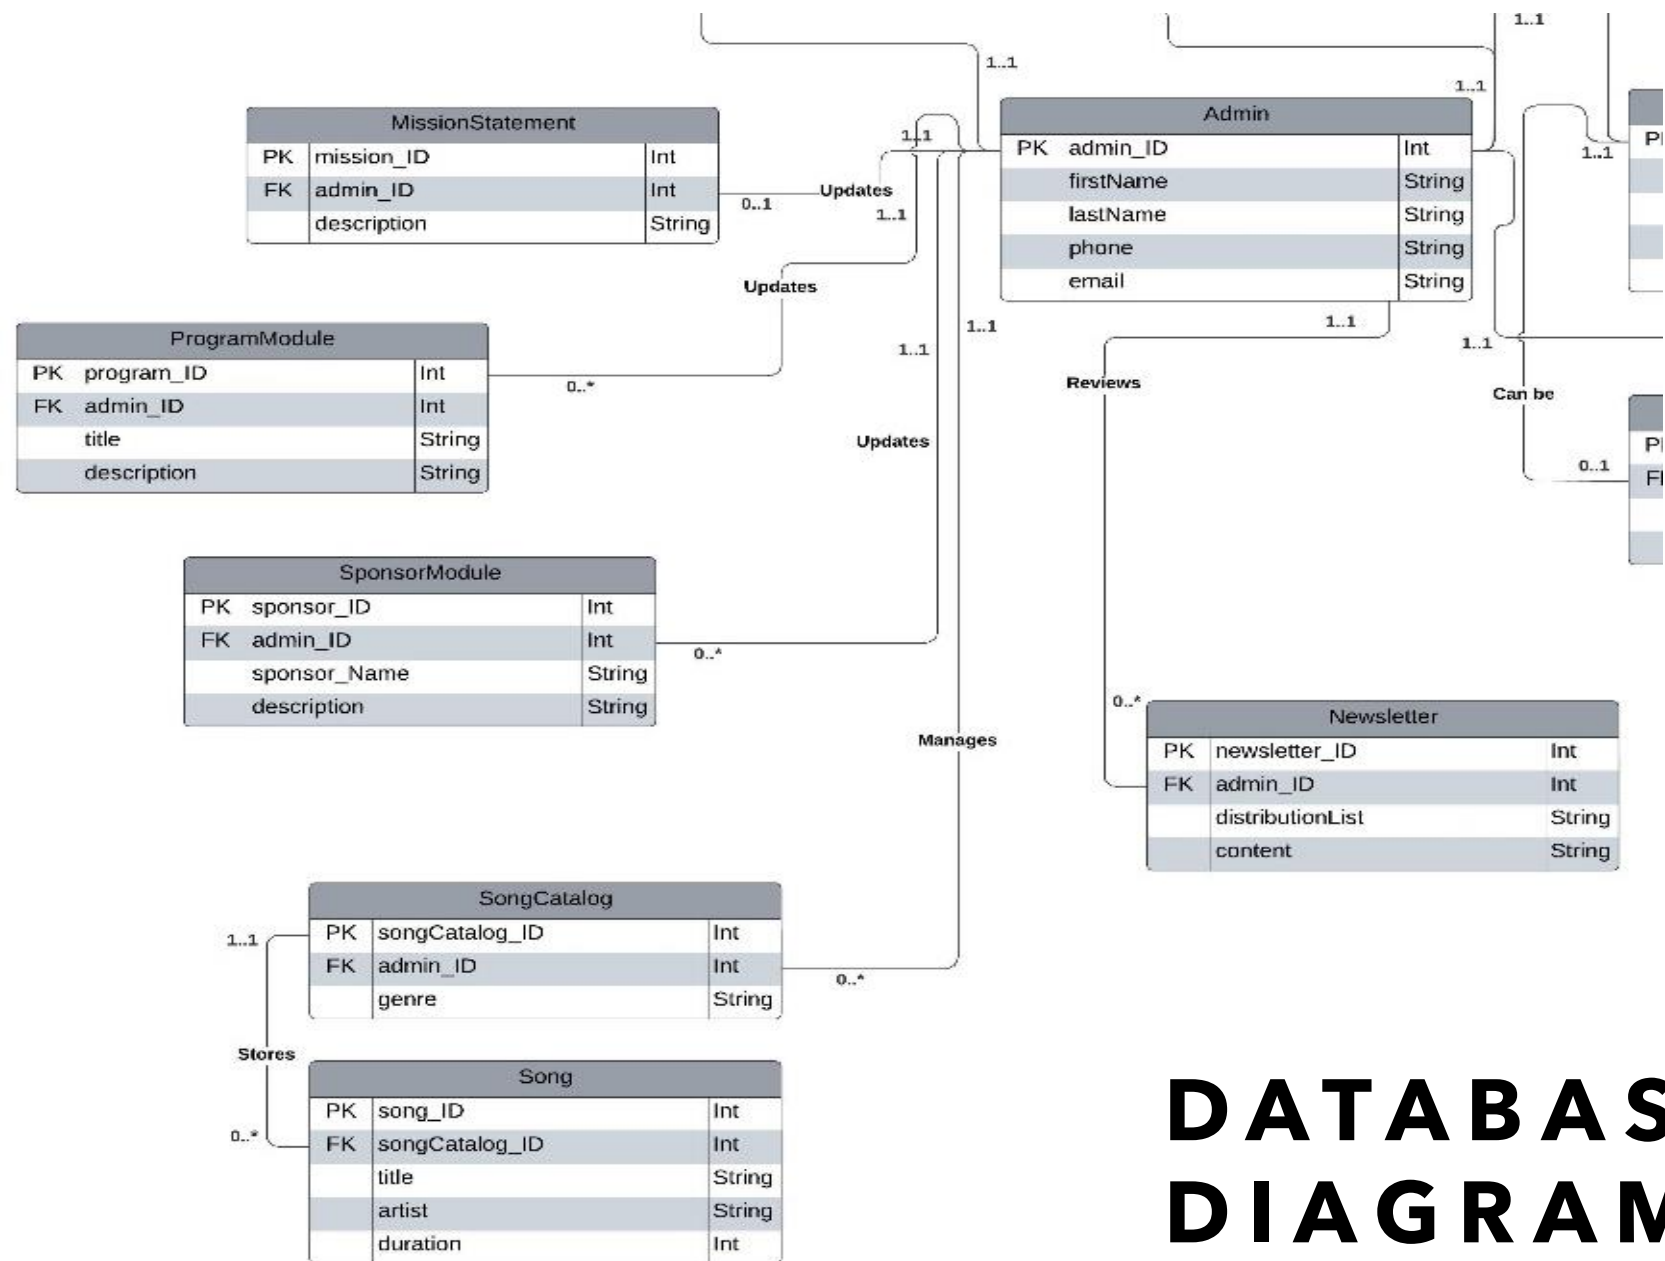 1..1
1..1
1..1
MissionStatement
PK mission_ID Int
FK admin_ID Int
description String
0..1
Updates
1..1
1..1
Admin
PK admin_ID Int
firstName String
lastName String
phone String
email String
1..1
Updates
ProgramModule
PK program_ID Int
FK admin_ID Int
title String
description String
0..*
1..1
1..1
1..1
1..1
Reviews
Can be
0..1
Updates
SponsorModule
PK sponsor_ID Int
FK admin_ID Int
sponsor_Name String
description String
0..*
Manages
0..*
Newsletter
PK newsletter_ID Int
FK admin_ID Int
distributionList String
content String
SongCatalog
PK songCatalog_ID Int
FK admin_ID Int
genre String
0..*
1..1
Stores
0..*
Song
PK song_ID Int
FK songCatalog_ID Int
title String
artist String
duration Int
DATABAS
DIAGRAM